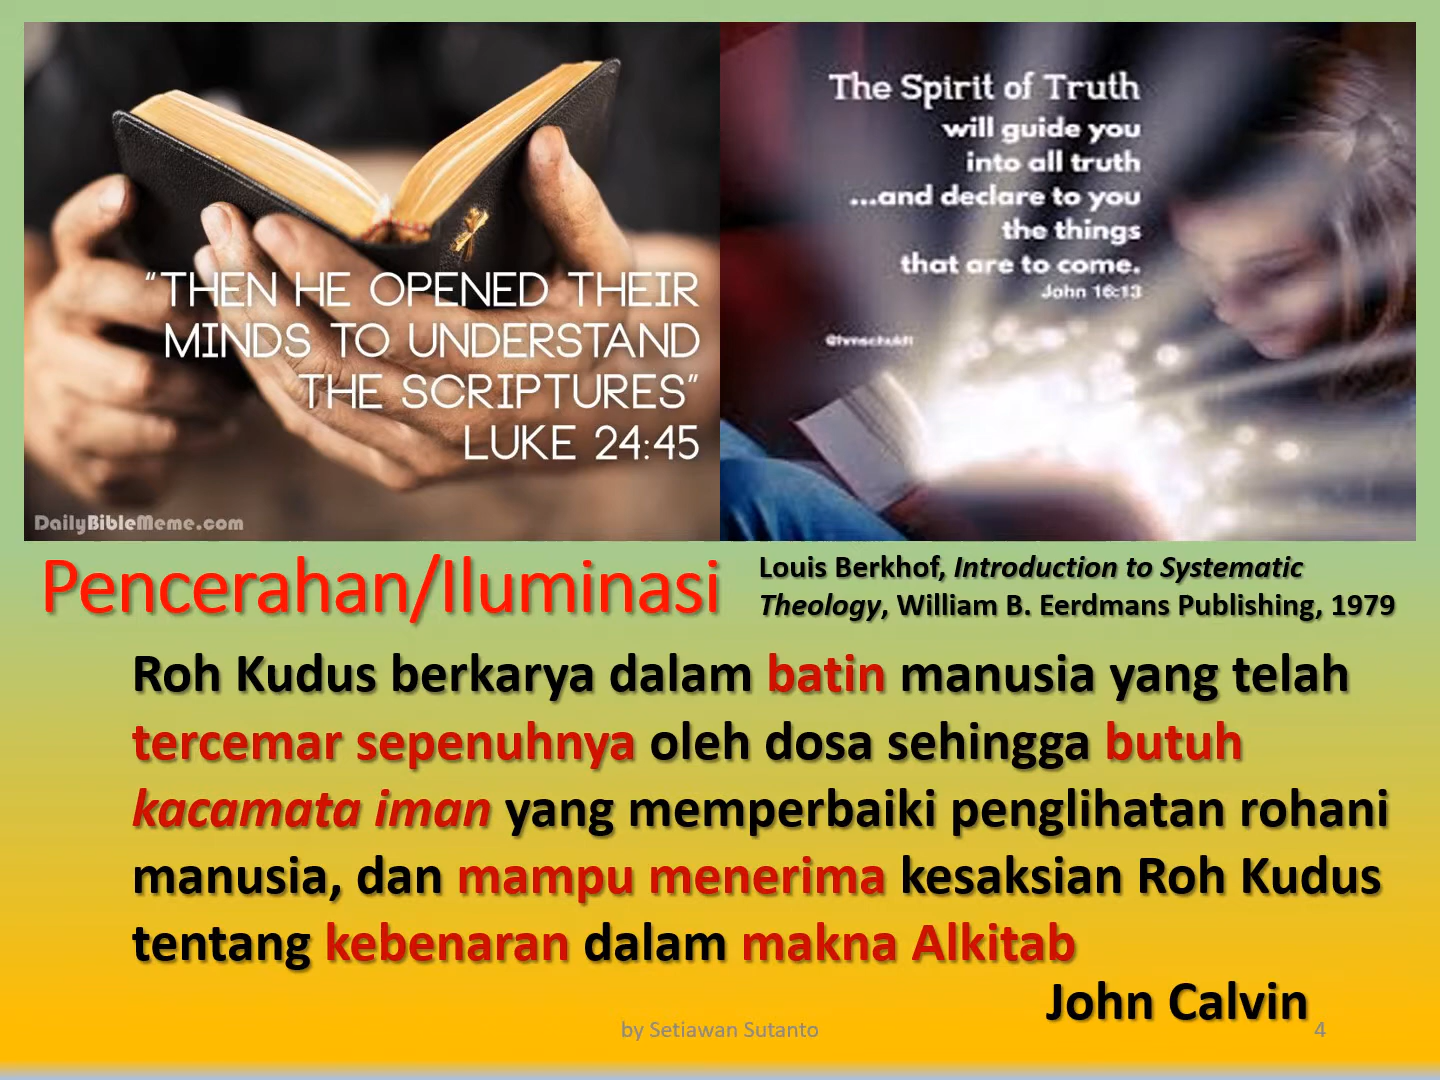 “THEN HE OPENED THEIR
MINDS TO UNDERSTAND
THE SCRIPTURES”
LUKE 24:45
DailyBibleMeme.com
The Spirit of Truth
will guide you
into all truth
...and declare to you
the things
that are to come.
John 16:13
@hmschuldt
Pencerahan/Iluminasi
Louis Berkhof, Introduction to Systematic
Theology, William B. Eerdmans Publishing, 1979
Roh Kudus berkarya dalam batin manusia yang telah
tercemar sepenuhnya oleh dosa sehingga butuh
kacamata iman yang memperbaiki penglihatan rohani
manusia, dan mampu menerima kesaksian Roh Kudus
tentang kebenaran dalam makna Alkitab
John Calvin
by Setiawan Sutanto
4